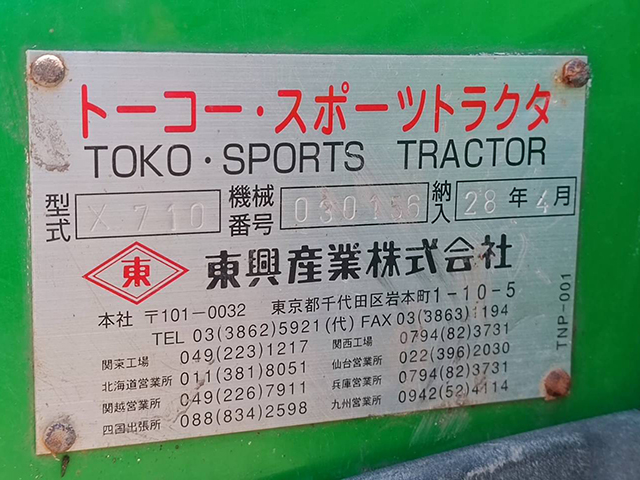 トーコー・スポーツトラクタ
TOKO・SPORTS TRACTOR
型式 X 710 機械番号 030156 納入 28年4月
東 東興産業株式会社
本社 〒101-0032 東京都千代田区岩本町1-10-5
TEL 03(3862)5921(代) FAX 03(3863)1194
関東工場 049(223)1217 関西工場 0794(82)3731
北海道営業所 011(381)8051 仙台営業所 022(396)2030
関越営業所 049(226)7911 兵庫営業所 0794(82)3731
四国出張所 088(834)2598 九州営業所 0942(52)4114
TNP-001